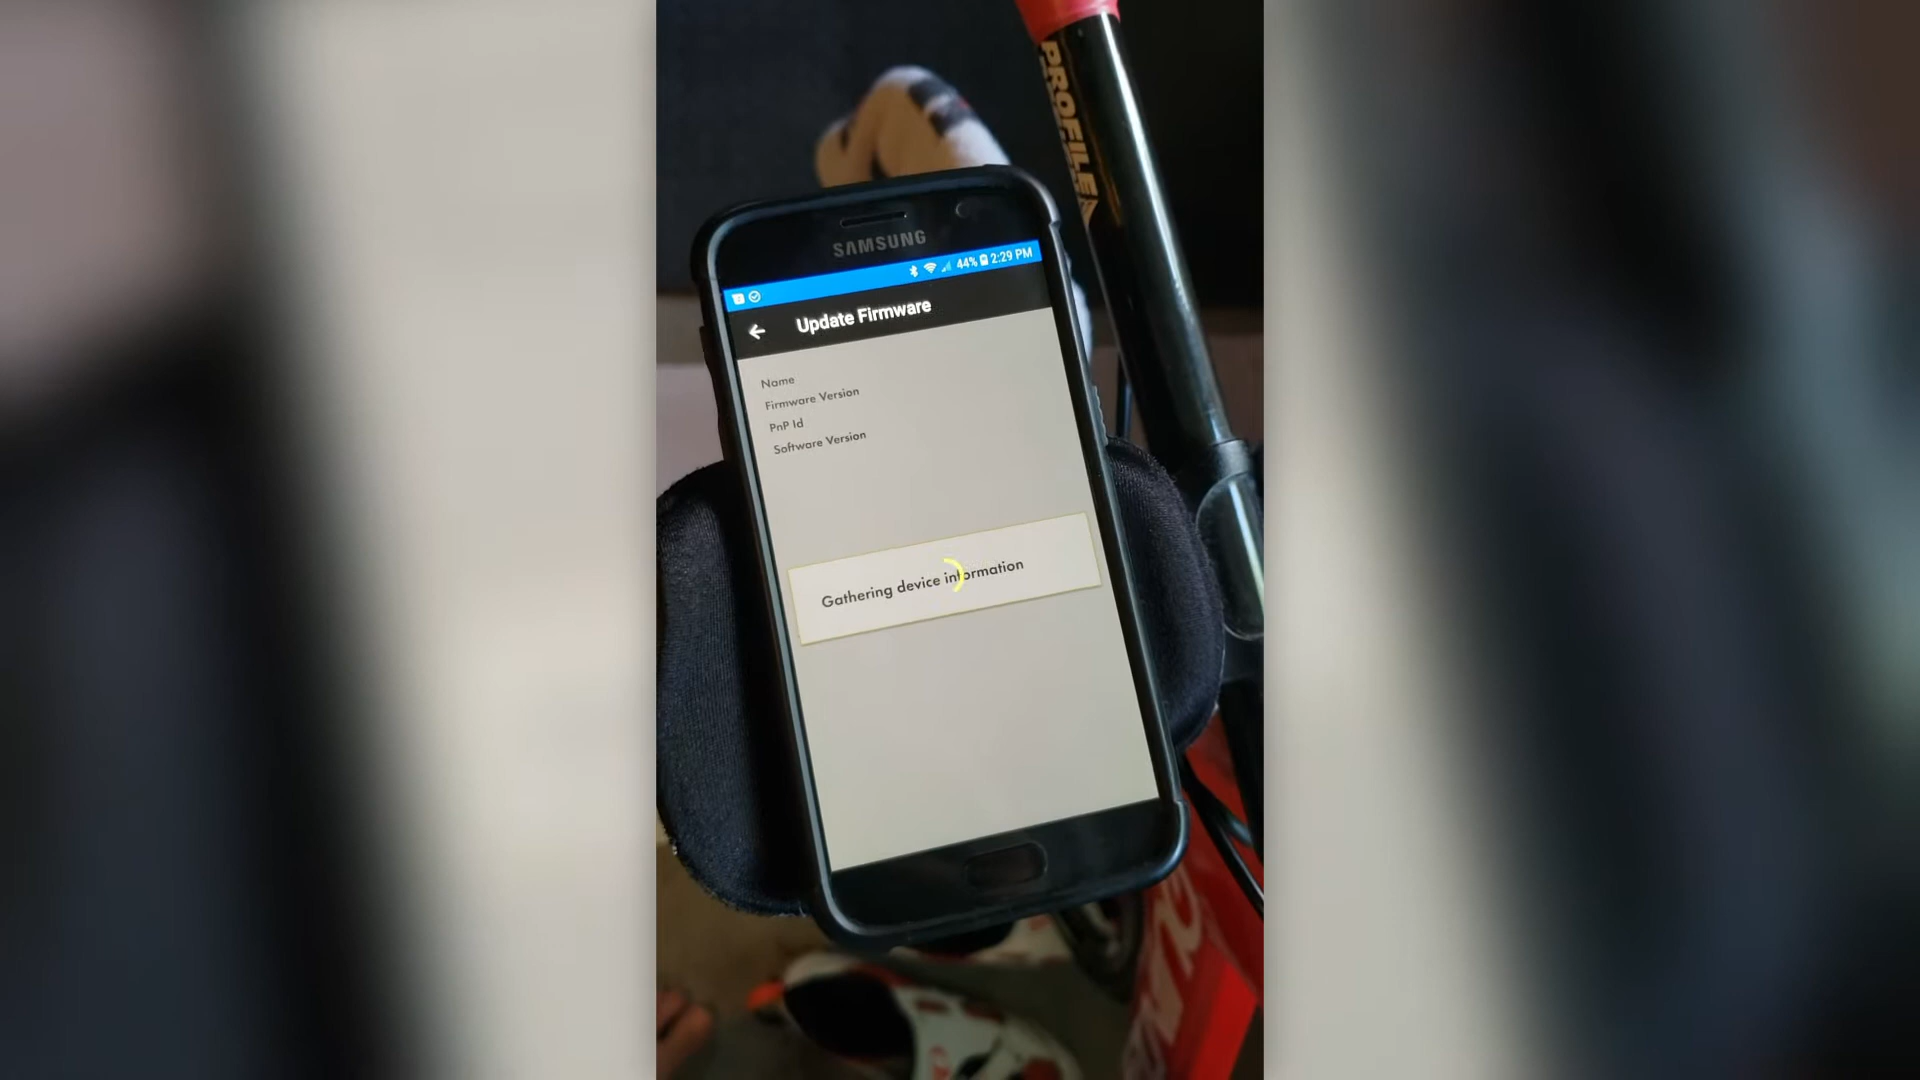 PROFILE
SAMSUNG
44% 2:29 PM
Update Firmware
Name
Firmware Version
PnP Id
Software Version
Gathering device information